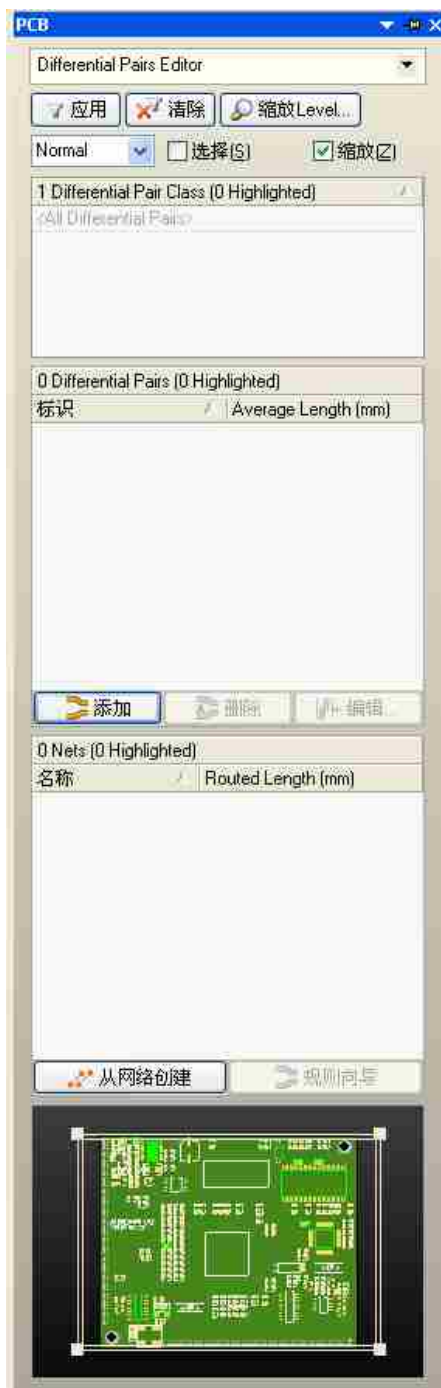 PCB
Differential Pairs Editor
应用 清除 缩放Level...
Normal 选择(S) 缩放(Z)
1 Differential Pair Class (0 Highlighted)
<All Differential Pairs>
0 Differential Pairs (0 Highlighted)
标识 Average Length (mm)
添加 删除 编辑...
0 Nets (0 Highlighted)
名称 Routed Length (mm)
从网络创建 规则向导